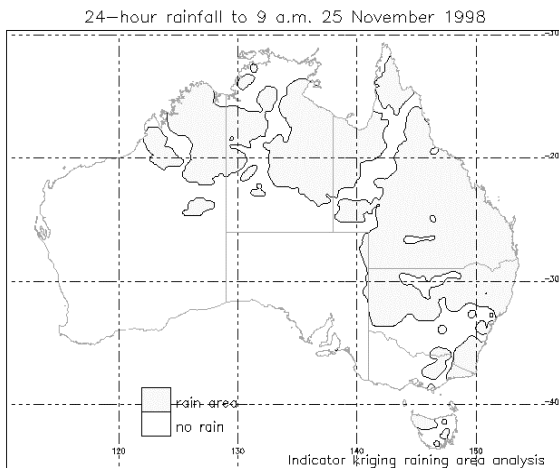 24-hour rainfall to 9 a.m. 25 November 1998
-10
-20
-30
-40
rain area
no rain
120 130 140 150
Indicator kriging raining area analysis